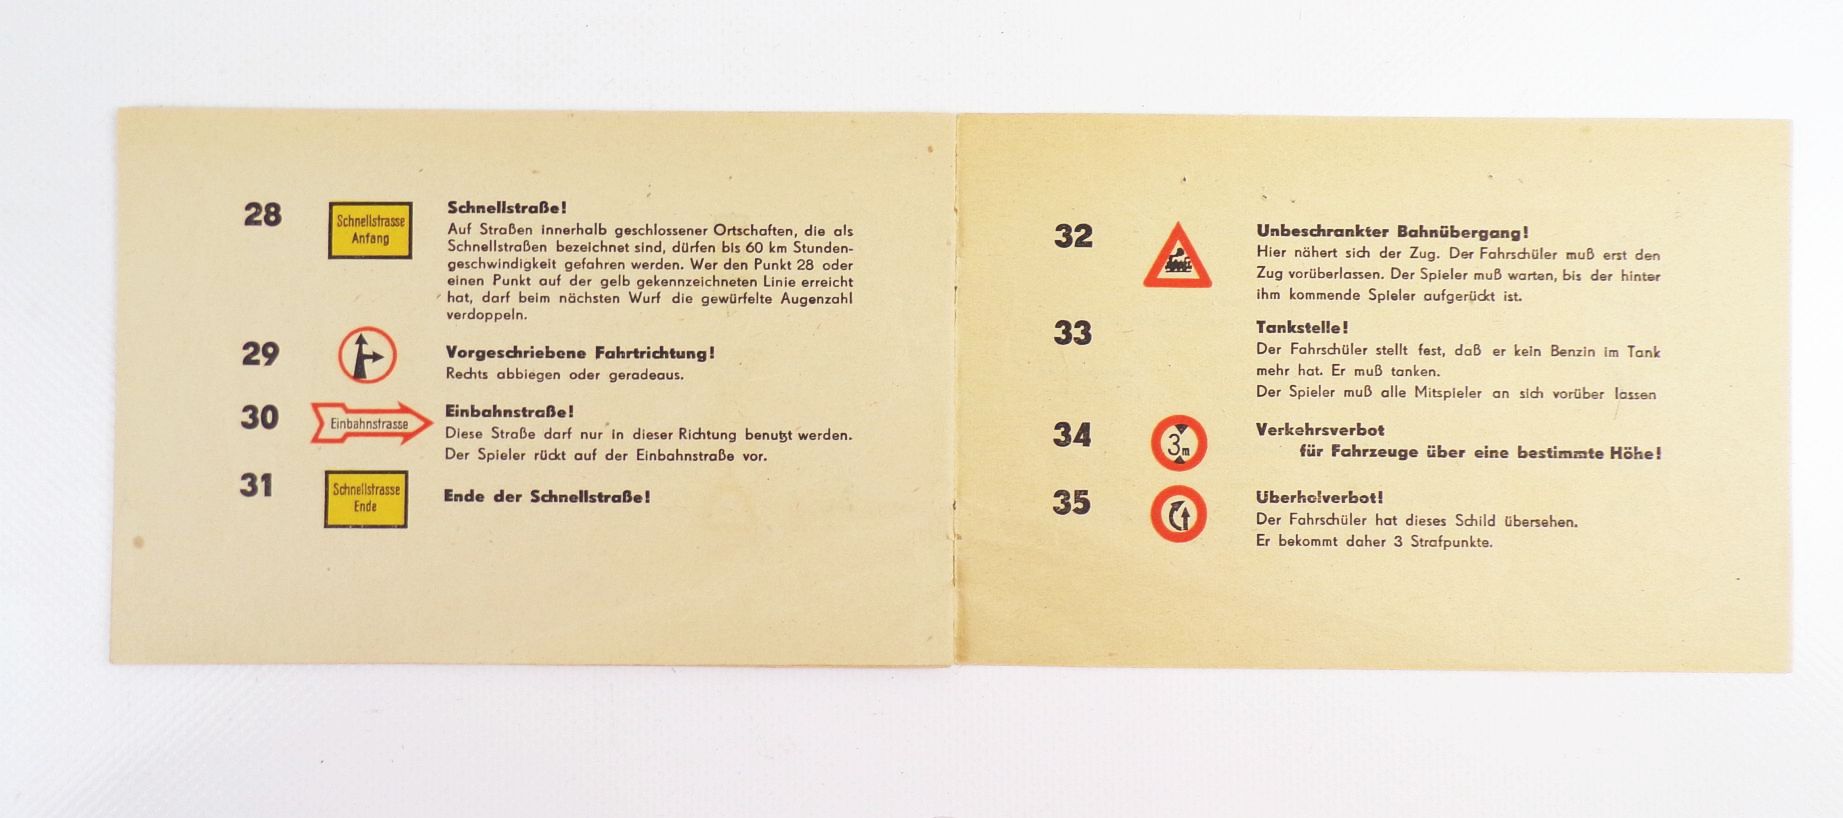 28
Schnellstrasse
Anfang
Schnellstraße!
Auf Straßen innerhalb geschlossener Ortschaften, die als
Schnellstraßen bezeichnet sind, dürfen bis 60 km Stunden-
geschwindigkeit gefahren werden. Wer den Punkt 28 oder
einen Punkt auf der gelb gekennzeichneten Linie erreicht
hat, darf beim nächsten Wurf die gewürfelte Augenzahl
verdoppeln.
29
Vorgeschriebene Fahrtrichtung!
Rechts abbiegen oder geradeaus.
30
Einbahnstrasse
Einbahnstraße!
Diese Straße darf nur in dieser Richtung benutzt werden.
Der Spieler rückt auf der Einbahnstraße vor.
31
Schnellstrasse
Ende
Ende der Schnellstraße!
32
Unbeschrankter Bahnübergang!
Hier nähert sich der Zug. Der Fahrschüler muß erst den
Zug vorüberlassen. Der Spieler muß warten, bis der hinter
ihm kommende Spieler aufgerückt ist.
33
Tankstelle!
Der Fahrschüler stellt fest, daß er kein Benzin im Tank
mehr hat. Er muß tanken.
Der Spieler muß alle Mitspieler an sich vorüber lassen
34
3m
Verkehrsverbot
für Fahrzeuge über eine bestimmte Höhe!
35
Überholverbot!
Der Fahrschüler hat dieses Schild übersehen.
Er bekommt daher 3 Strafpunkte.